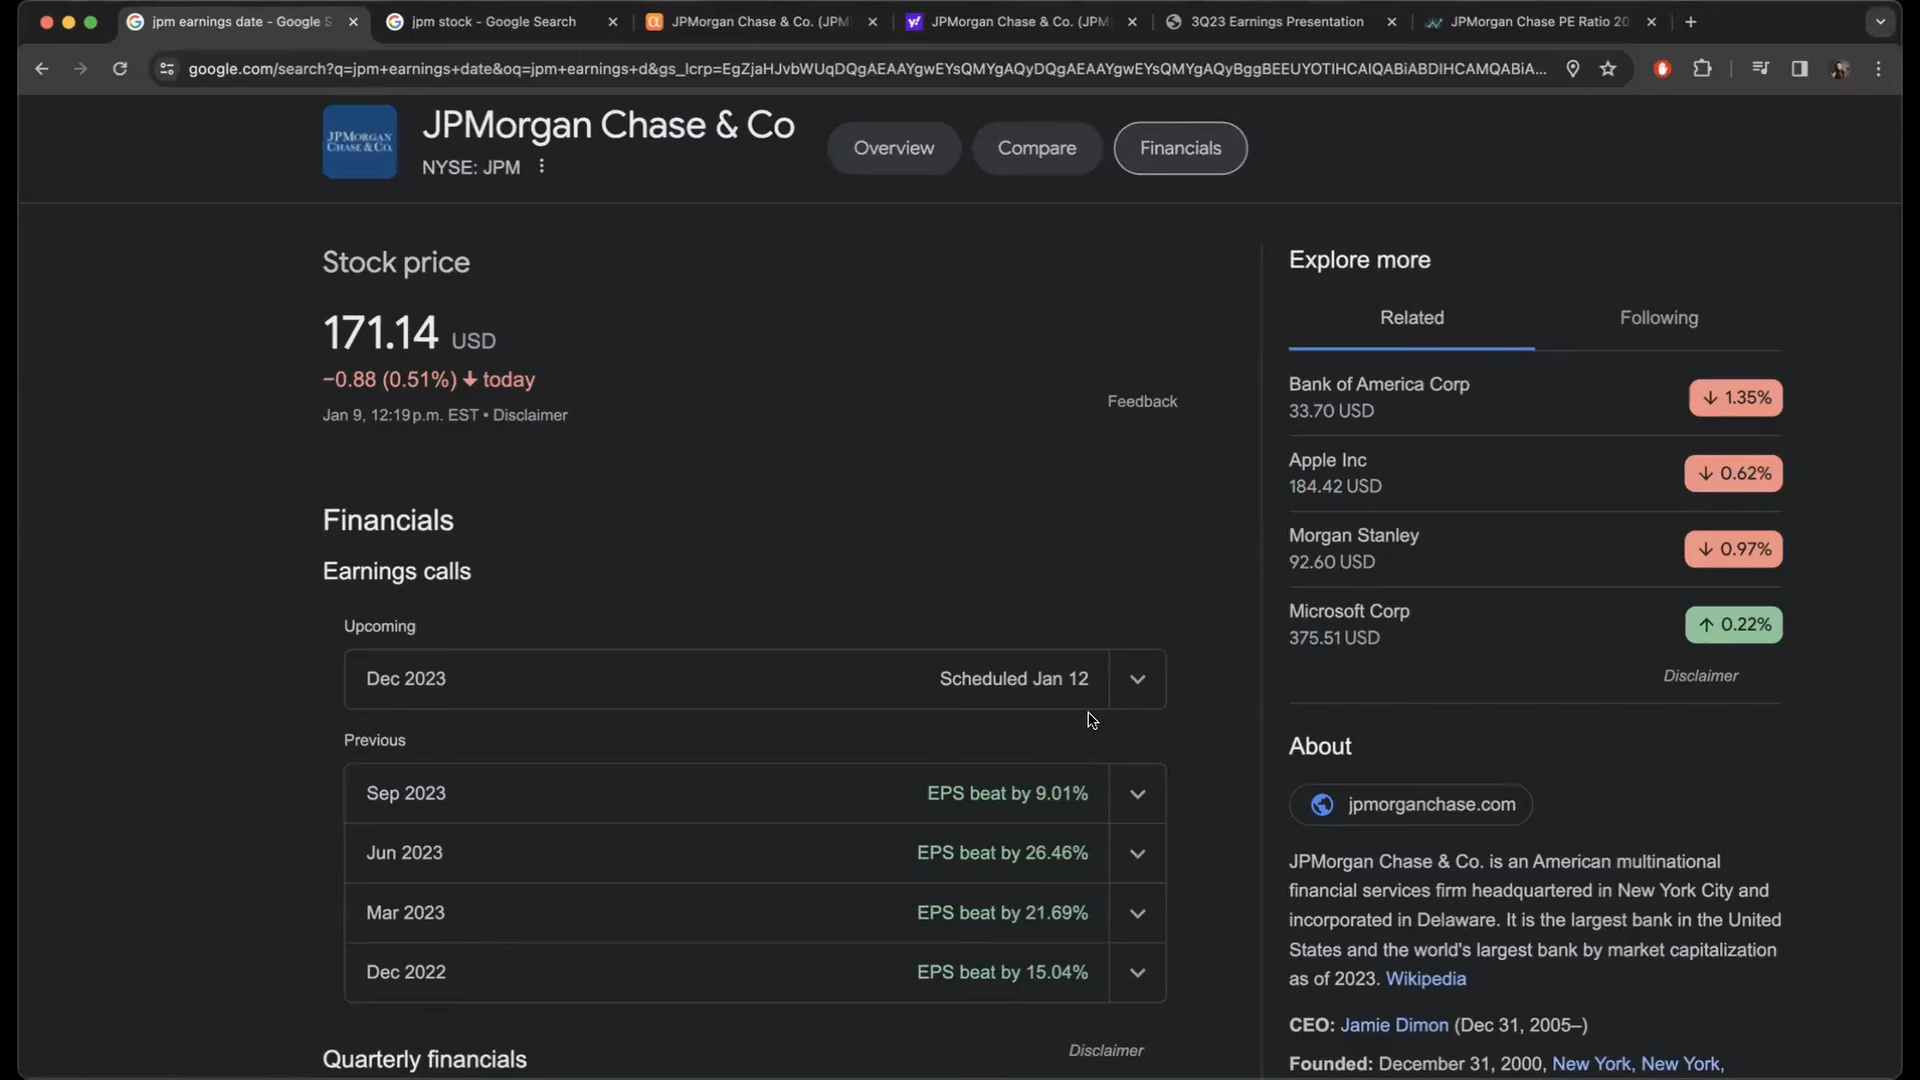 jpm earnings date - Google S
jpm stock - Google Search
JPMorgan Chase & Co. (JPM
JPMorgan Chase & Co. (JPM
3Q23 Earnings Presentation
JPMorgan Chase PE Ratio 20
google.com/search?q=jpm+earnings+date&oq=jpm+earnings+d&gs_lcrp=EgZjaHJvbWUqDQgAEAAYgwEYsQMYgAQyDQgAEAAYgwEYsQMYgAQyBggBEEUYOTIHCAIQABiABDIHCAMQABiA...
JPMORGAN
CHASE & CO.
JPMorgan Chase & Co
NYSE: JPM
Overview
Compare
Financials
Stock price
171.14 USD
−0.88 (0.51%) ↓ today
Jan 9, 12:19 p.m. EST • Disclaimer
Feedback
Financials
Earnings calls
Upcoming
Dec 2023 Scheduled Jan 12
Previous
Sep 2023 EPS beat by 9.01%
Jun 2023 EPS beat by 26.46%
Mar 2023 EPS beat by 21.69%
Dec 2022 EPS beat by 15.04%
Quarterly financials
Disclaimer
Explore more
Related Following
Bank of America Corp
33.70 USD
↓ 1.35%
Apple Inc
184.42 USD
↓ 0.62%
Morgan Stanley
92.60 USD
↓ 0.97%
Microsoft Corp
375.51 USD
↑ 0.22%
Disclaimer
About
jpmorganchase.com
JPMorgan Chase & Co. is an American multinational
financial services firm headquartered in New York City and
incorporated in Delaware. It is the largest bank in the United
States and the world's largest bank by market capitalization
as of 2023. Wikipedia
CEO: Jamie Dimon (Dec 31, 2005–)
Founded: December 31, 2000, New York, New York,